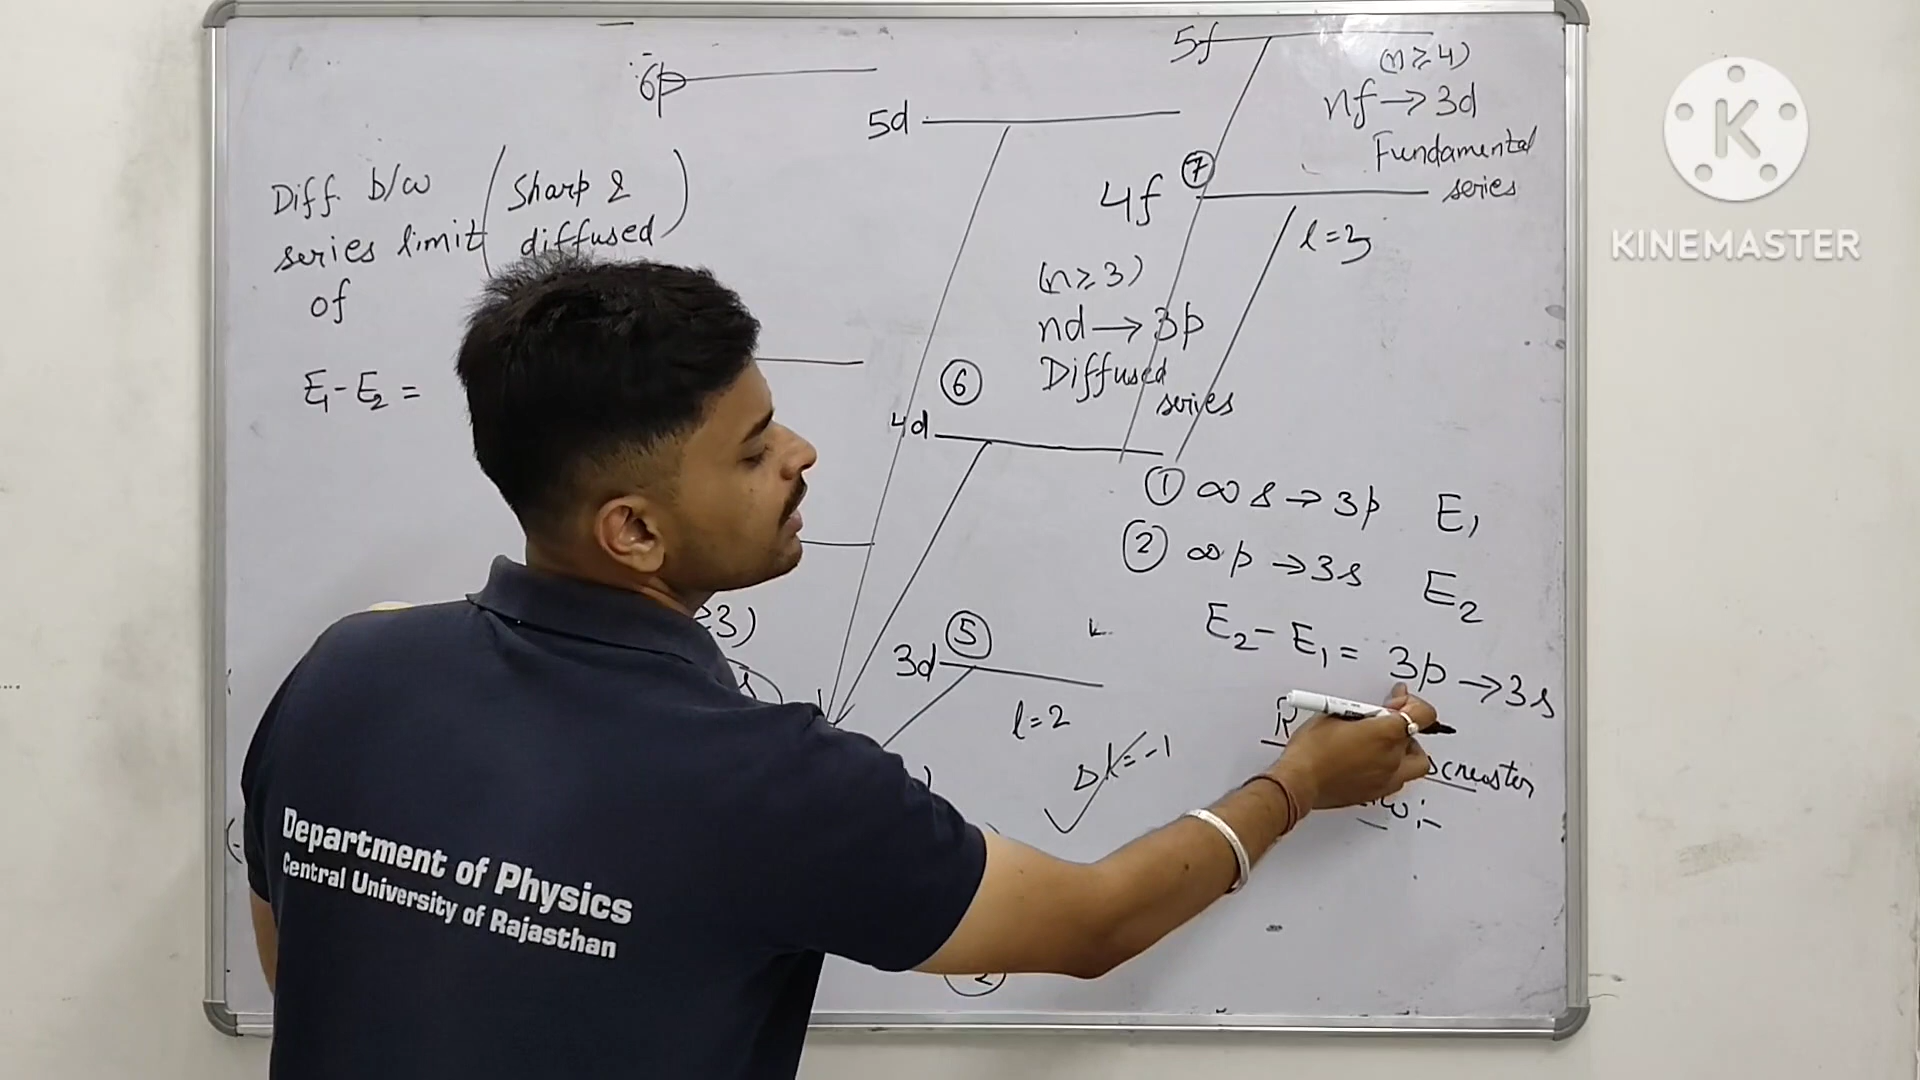 6p
5f
(n ≥ 4)
nf → 3d
Fundamental
series
5d
7
4f
l = 3
Diff. b/w
series limit (Sharp &
diffused)
of
E1 - E2 =
(n ≥ 3)
nd → 3p
Diffused
series
6
4d
① ∞s → 3p E1
② ∞p → 3s E2
E2 - E1 = 3p → 3s
≥3)
5
3d
l = 2
Δl = -1
2
KINEMASTER
K
Department of Physics
Central University of Rajasthan